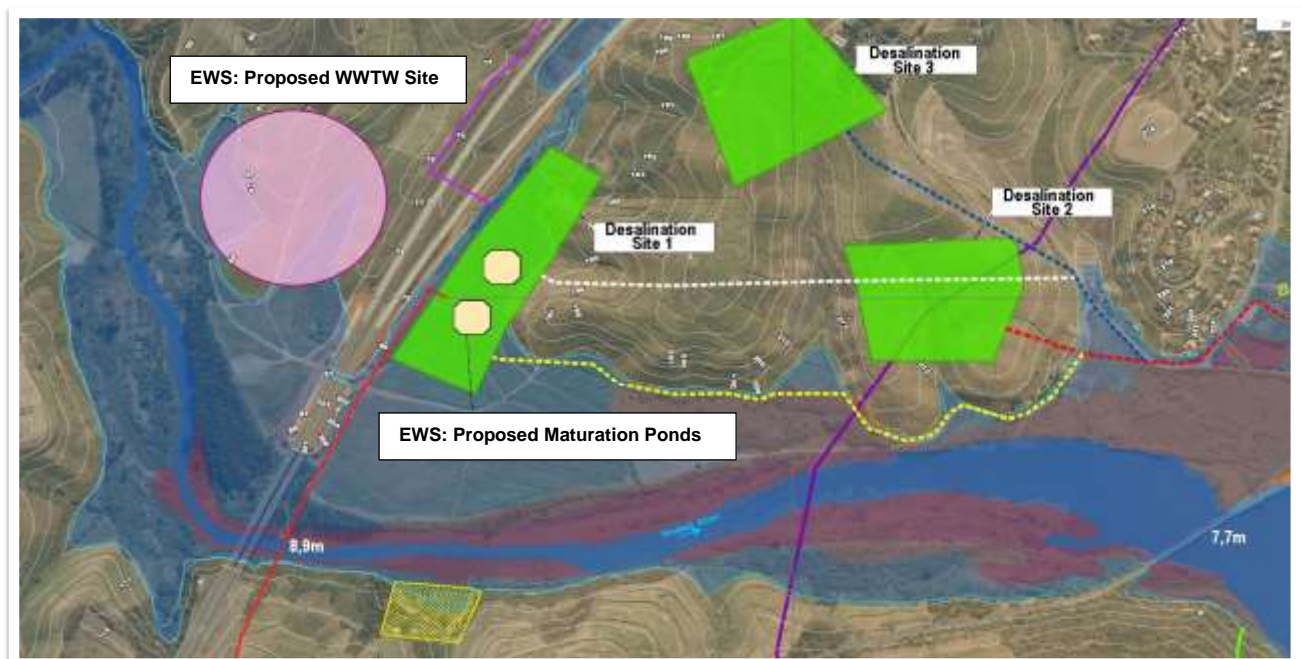 EWS: Proposed WWTW Site
Desalination
Site 3
Desalination
Site 2
Desalination
Site 1
EWS: Proposed Maturation Ponds
8,9m
7,7m